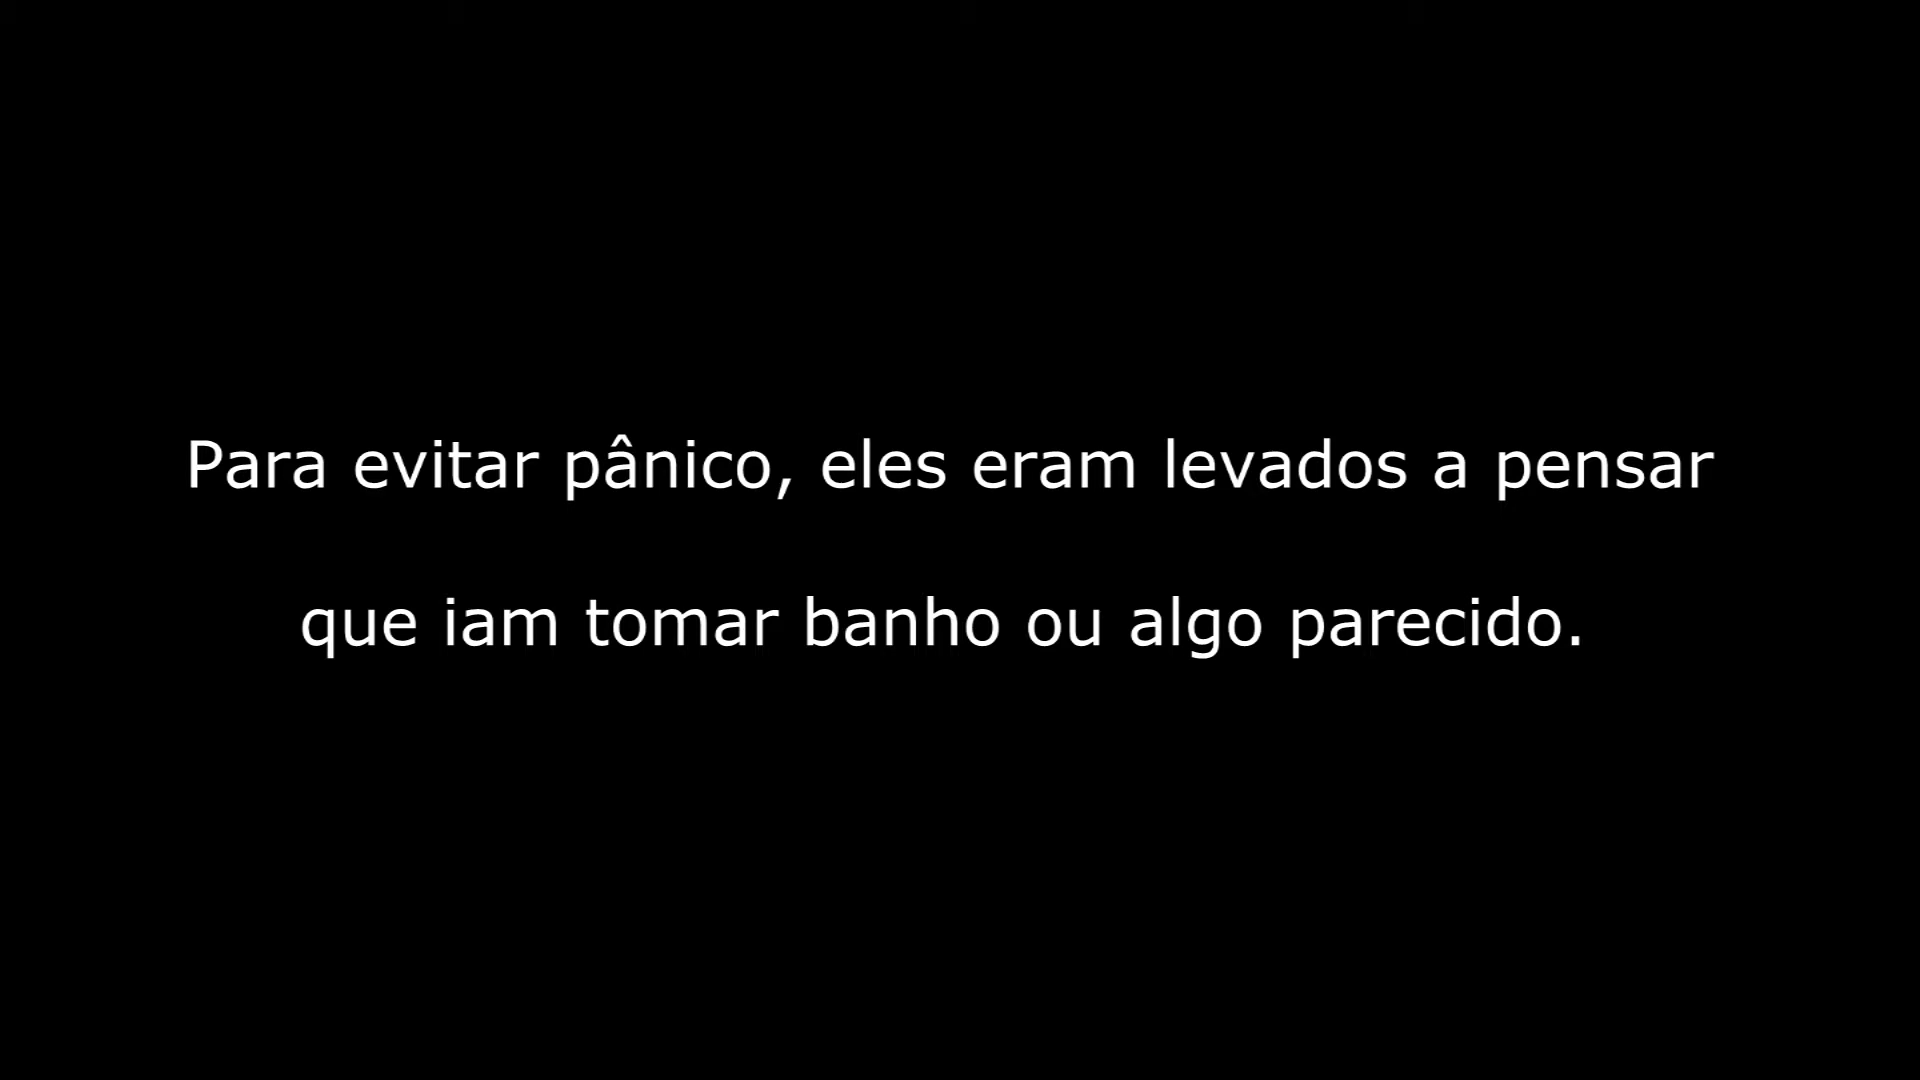 Para evitar pânico, eles eram levados a pensar
que iam tomar banho ou algo parecido.